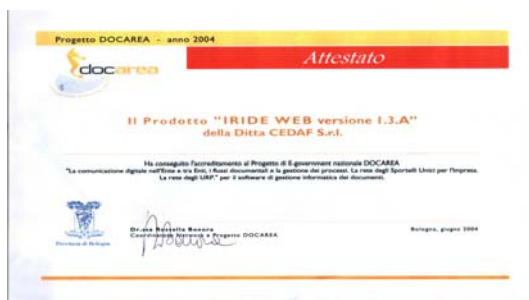 Progetto DOCAREA - anno 2004
Attestato
docarea
Il Prodotto "IRIDE WEB versione 1.3.A"
della Ditta CEDAF S.r.l.
Ha conseguito l'accreditamento al Progetto di E-government nazionale DOCAREA
"La comunicazione digitale nell'Ente e tra Enti, i flussi documentali e la gestione dei processi. La rete degli Sportelli Unici per l'Impresa.
La rete degli URP." per il software di gestione informatica dei documenti.
Dr.ssa Rossella Bonora
Coordinatore Network e Progetto DOCAREA
Bologna, giugno 2004
Provincia di Bologna